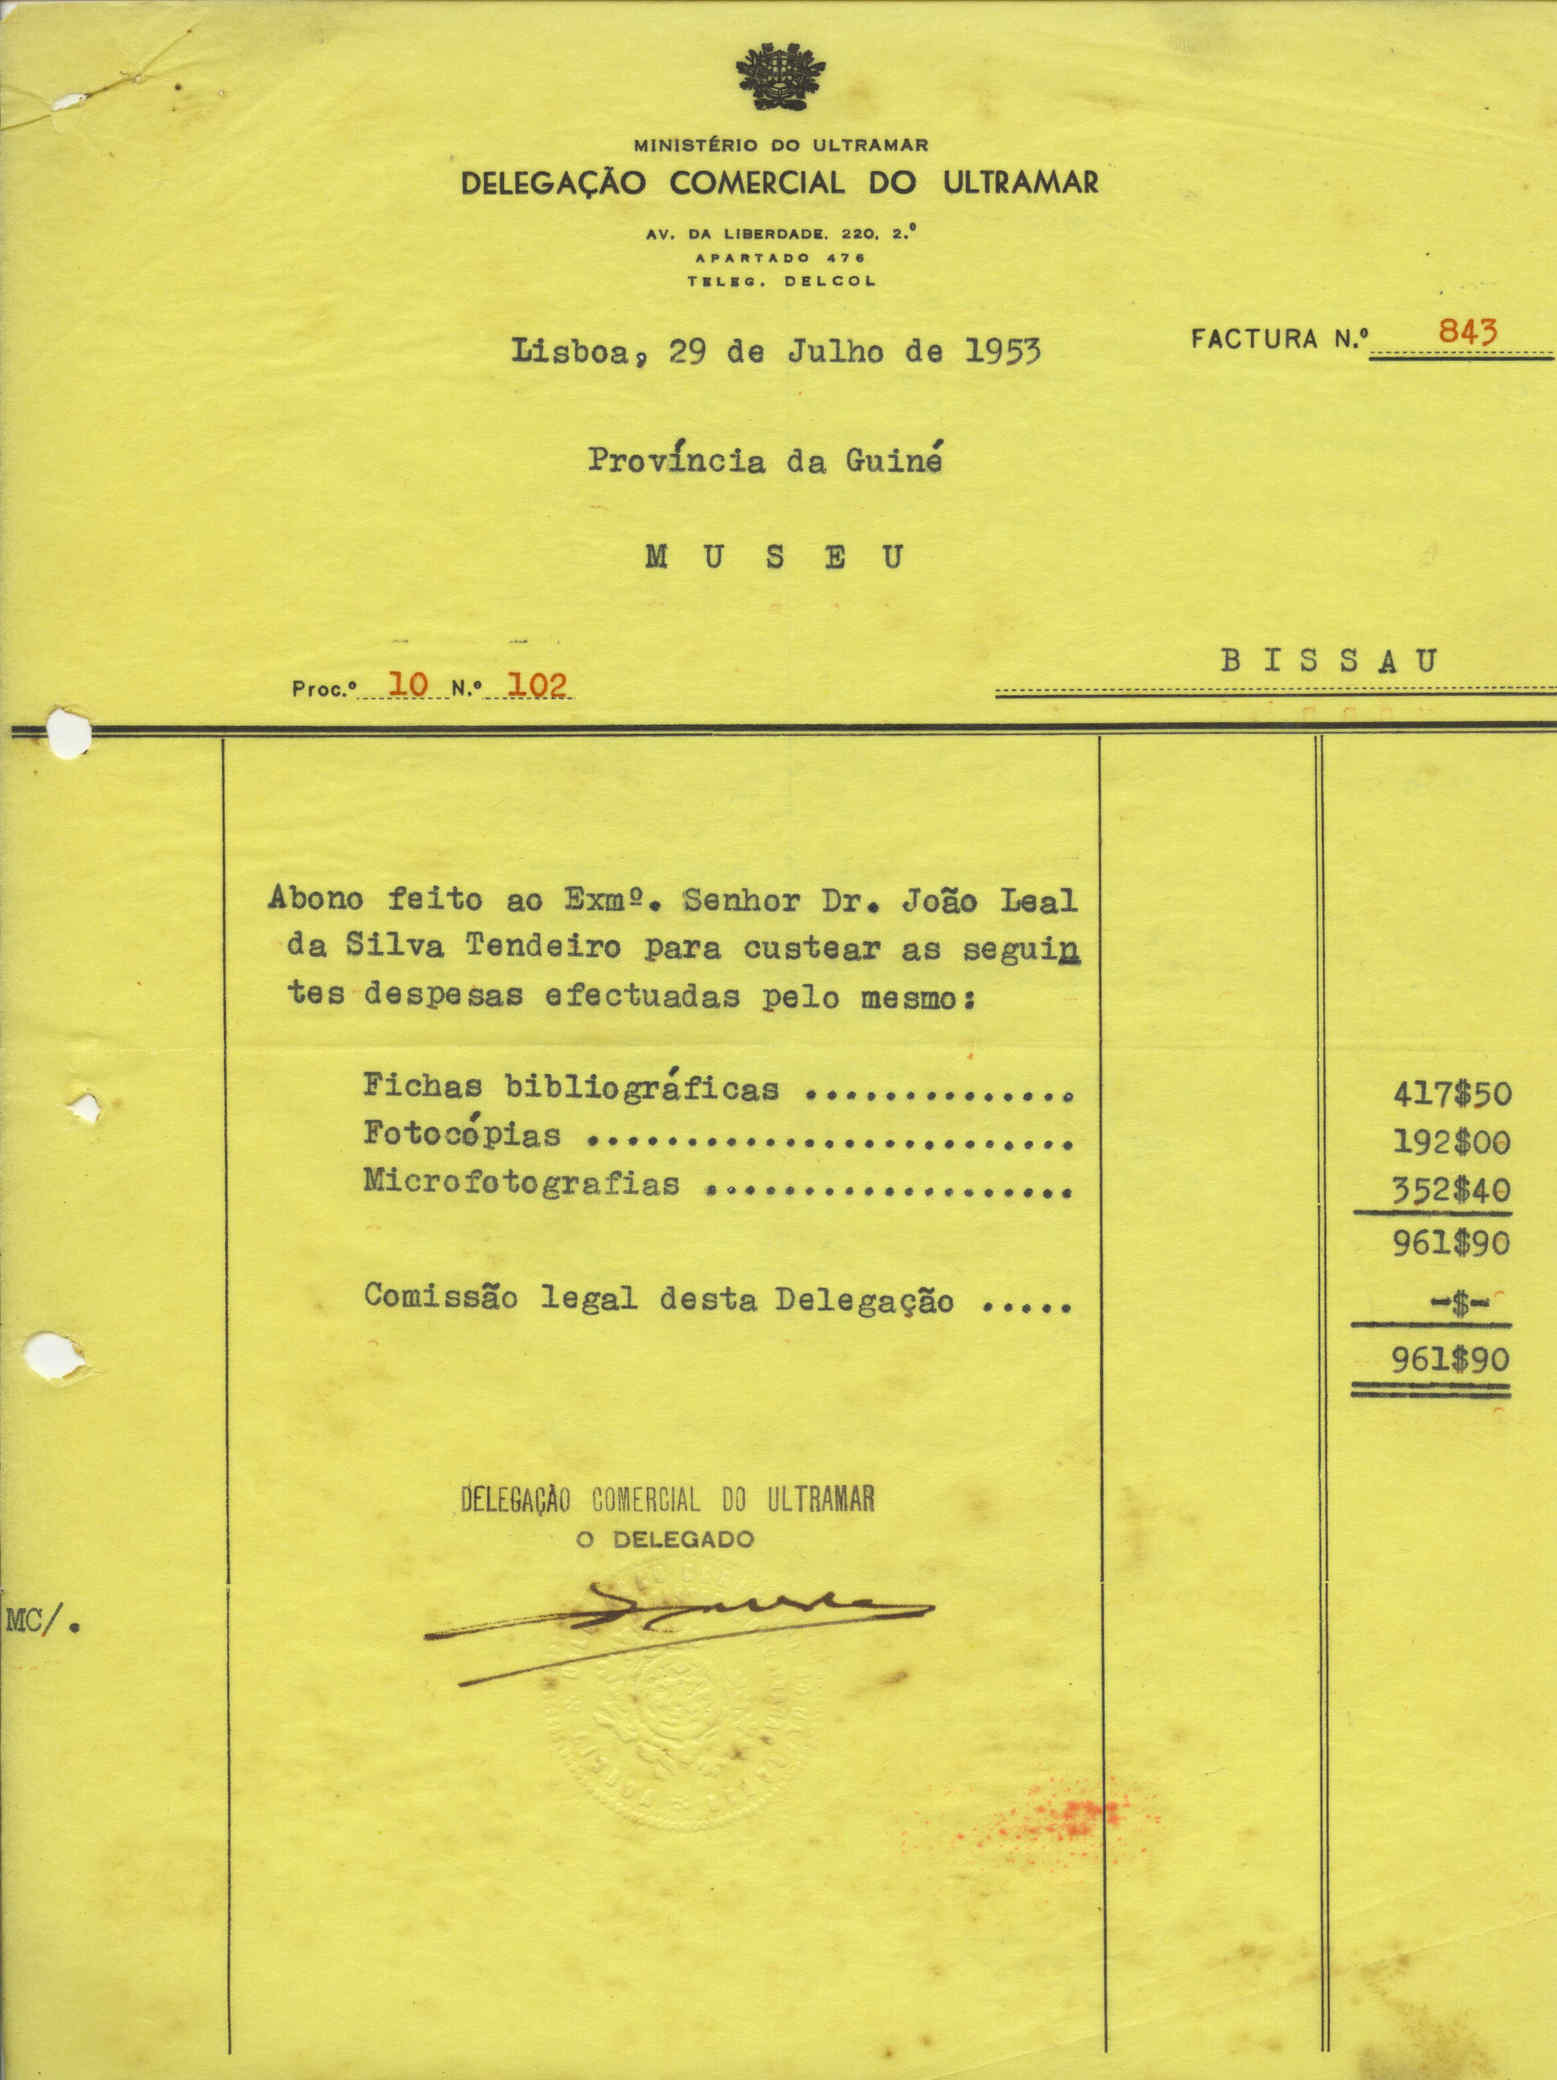 MINISTÉRIO DO ULTRAMAR
DELEGAÇÃO COMERCIAL DO ULTRAMAR
AV. DA LIBERDADE, 220, 2.º
APARTADO 476
TELEG. DELCOL
Lisboa, 29 de Julho de 1953
FACTURA N.º 843
Província da Guiné
M U S E U
B I S S A U
Proc.º 10 N.º 102
Abono feito ao Exmº. Senhor Dr. João Leal
da Silva Tendeiro para custear as seguin
tes despesas efectuadas pelo mesmo:
Fichas bibliográficas .............. 417$50
Fotocópias ......................... 192$00
Microfotografias ................... 352$40
961$90
Comissão legal desta Delegação ..... -$-
961$90
DELEGAÇÃO COMERCIAL DO ULTRAMAR
O DELEGADO
MC/.